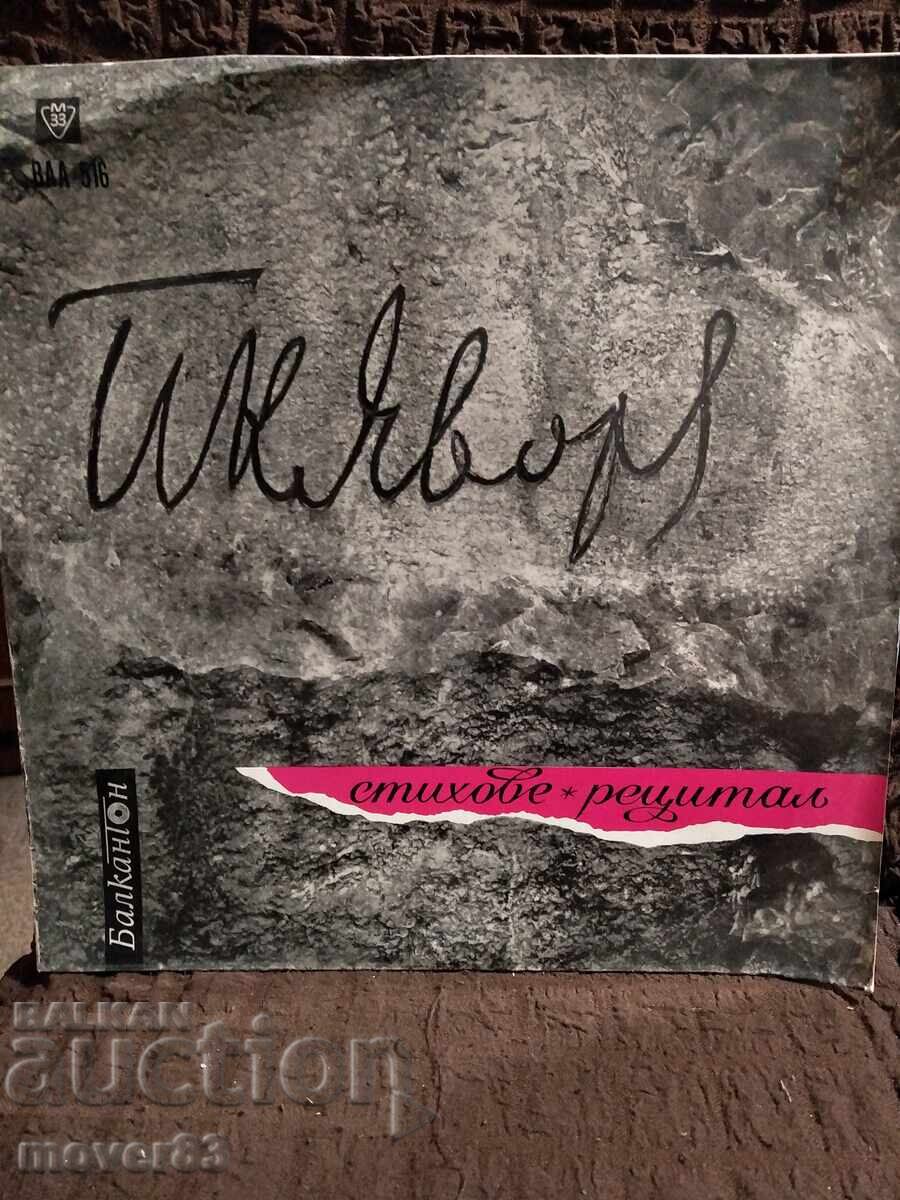 М
33
ВАА 516
П К Яворов
стихове * рецитал
Балкантон
BALKAN
auction
mover83